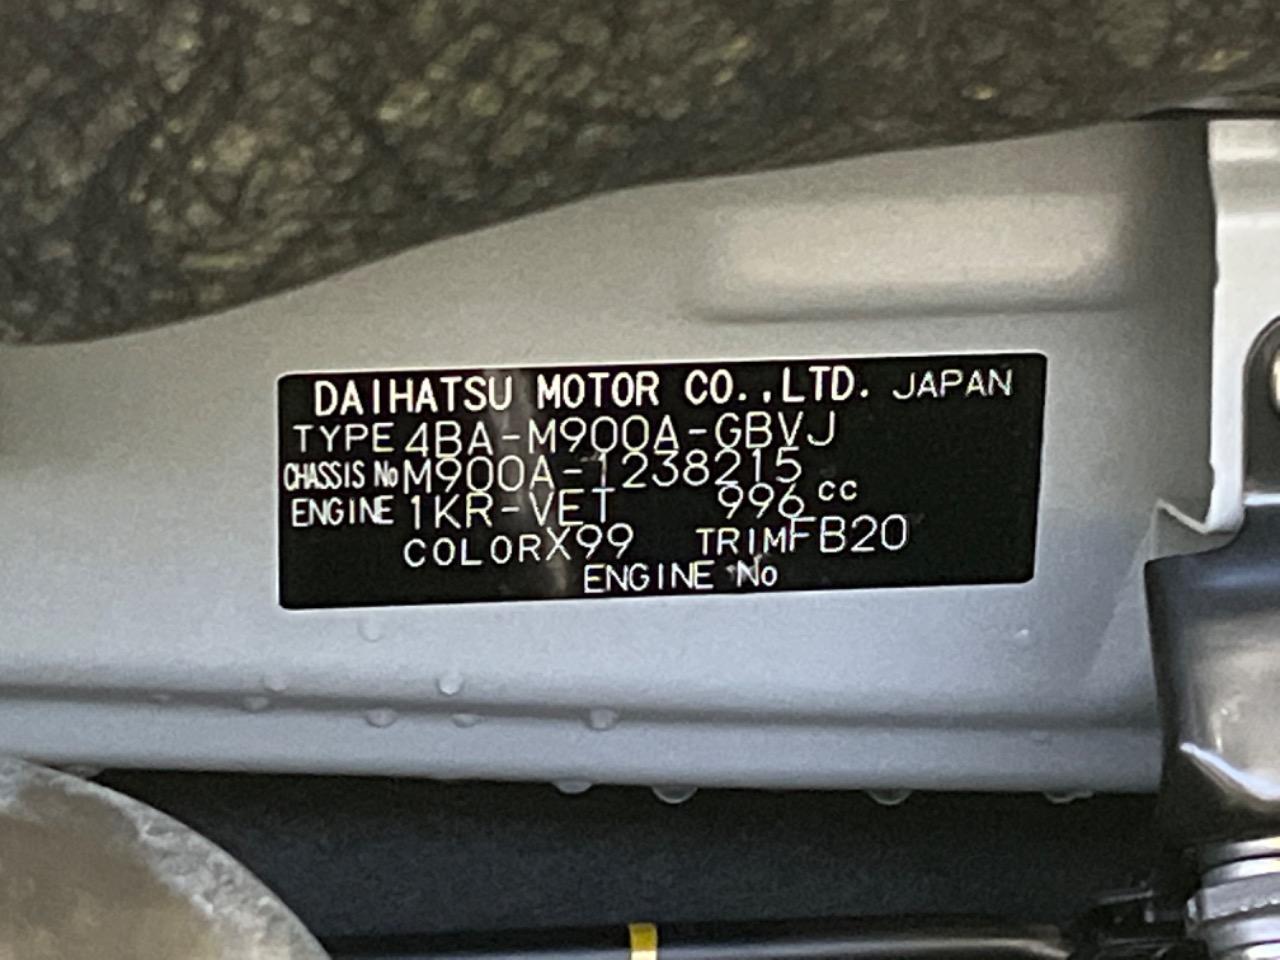 DAIHATSU MOTOR CO.,LTD. JAPAN
TYPE 4BA-M900A-GBVJ
CHASSIS No M900A-1238215
ENGINE 1KR-VET 996 cc
COLOR X99 TRIM FB20
ENGINE No